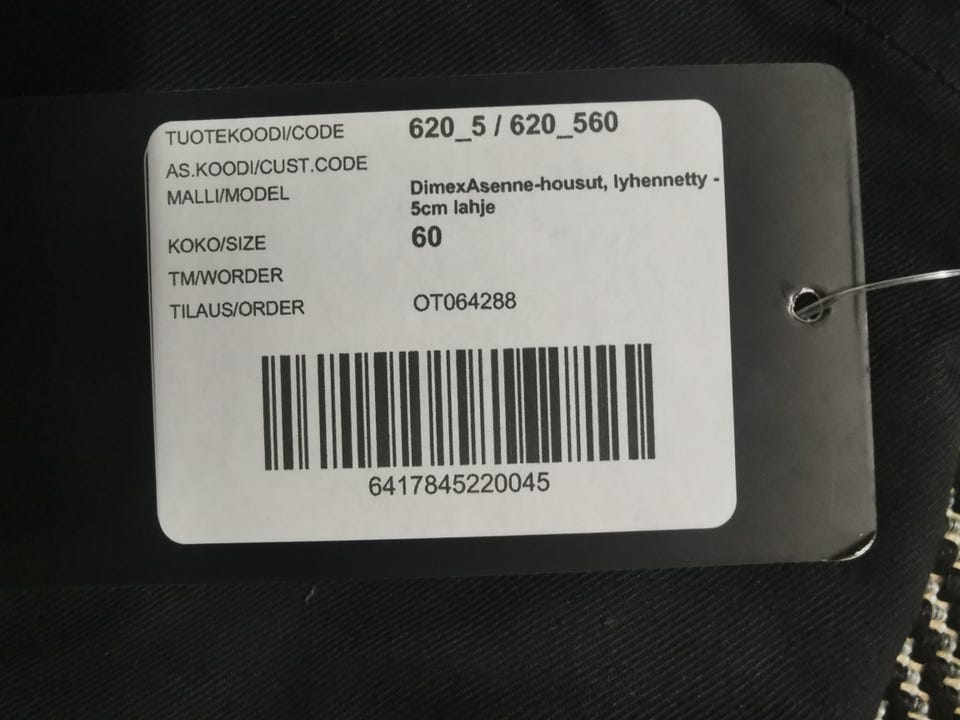 TUOTEKOODI/CODE 620_5 / 620_560
AS.KOODI/CUST.CODE
MALLI/MODEL DimexAsenne-housut, lyhennetty -
5cm lahje
KOKO/SIZE 60
TM/WORDER
TILAUS/ORDER OT064288
6417845220045